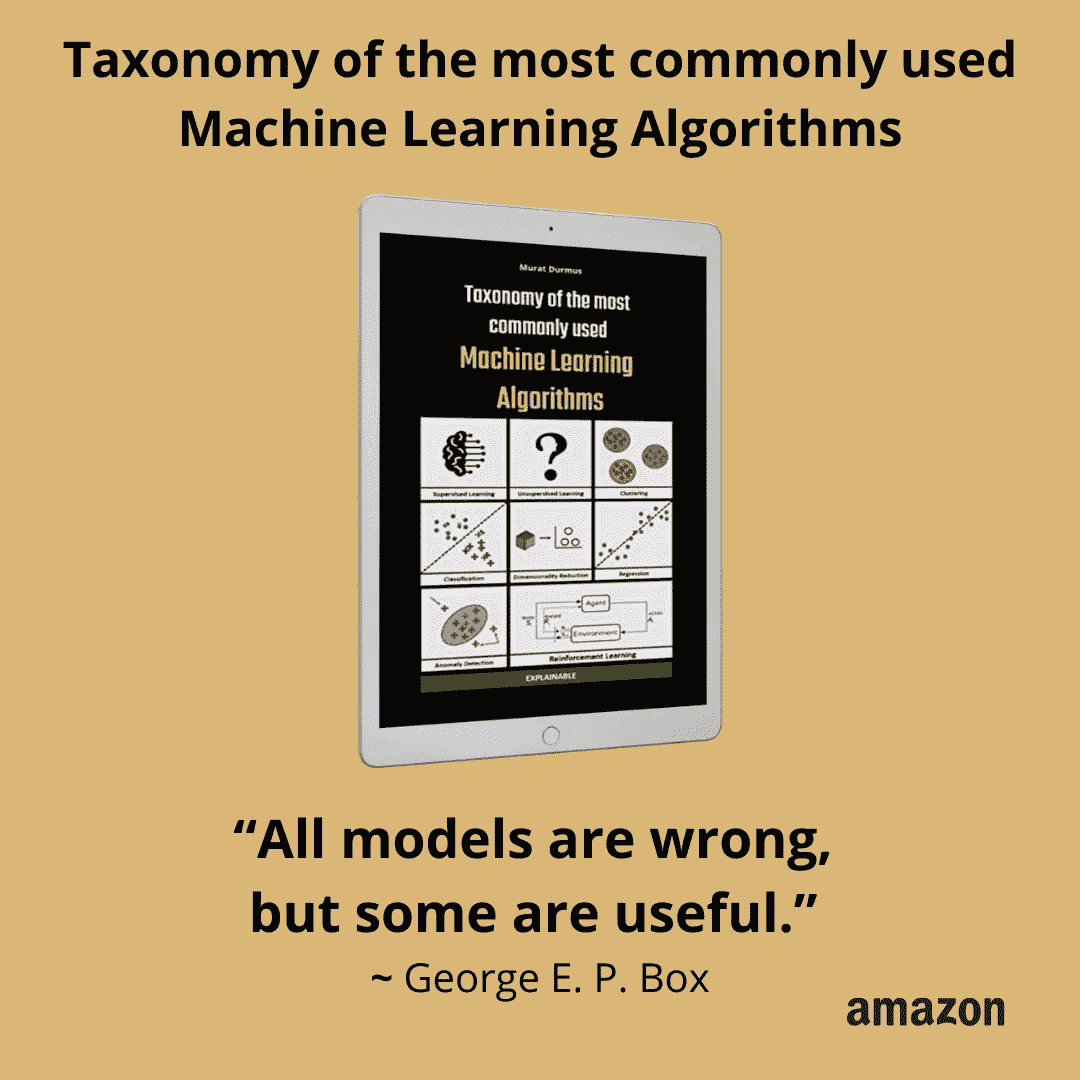 Taxonomy of the most commonly used
Machine Learning Algorithms
Murat Durmus
Taxonomy of the most
commonly used
Machine Learning
Algorithms
Supervised Learning
Unsupervised Learning
Clustering
Classification
Dimensionality Reduction
Regression
Agent
Environment
Anomaly Detection
Reinforcement Learning
EXPLAINABLE
“All models are wrong,
but some are useful.”
~ George E. P. Box
amazon